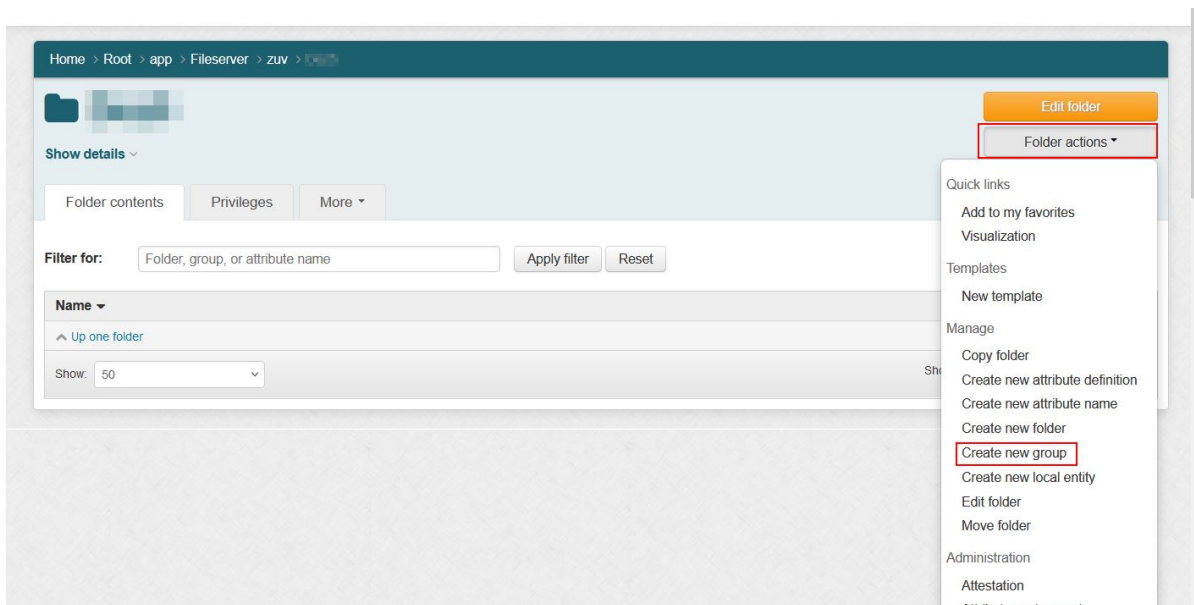 Home > Root > app > Fileserver > zuv >
Edit folder
Folder actions
Show details
Folder contents Privileges More
Quick links
Add to my favorites
Visualization
Filter for: Folder, group, or attribute name Apply filter Reset
Templates
New template
Name
Manage
Up one folder
Copy folder
Show: 50
Create new attribute definition
Create new attribute name
Create new folder
Create new group
Create new local entity
Edit folder
Move folder
Administration
Attestation